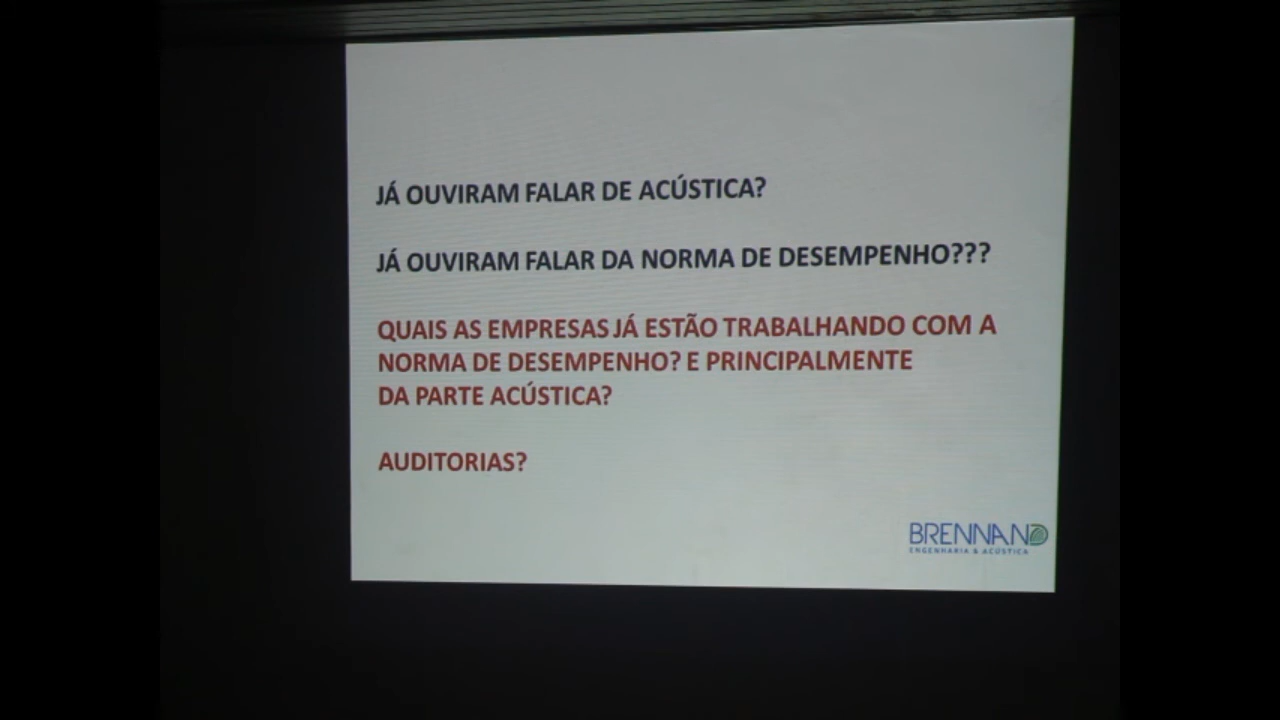 JÁ OUVIRAM FALAR DE ACÚSTICA?
JÁ OUVIRAM FALAR DA NORMA DE DESEMPENHO???
QUAIS AS EMPRESAS JÁ ESTÃO TRABALHANDO COM A
NORMA DE DESEMPENHO? E PRINCIPALMENTE
DA PARTE ACÚSTICA?
AUDITORIAS?
BRENNAND
ENGENHARIA & ACÚSTICA